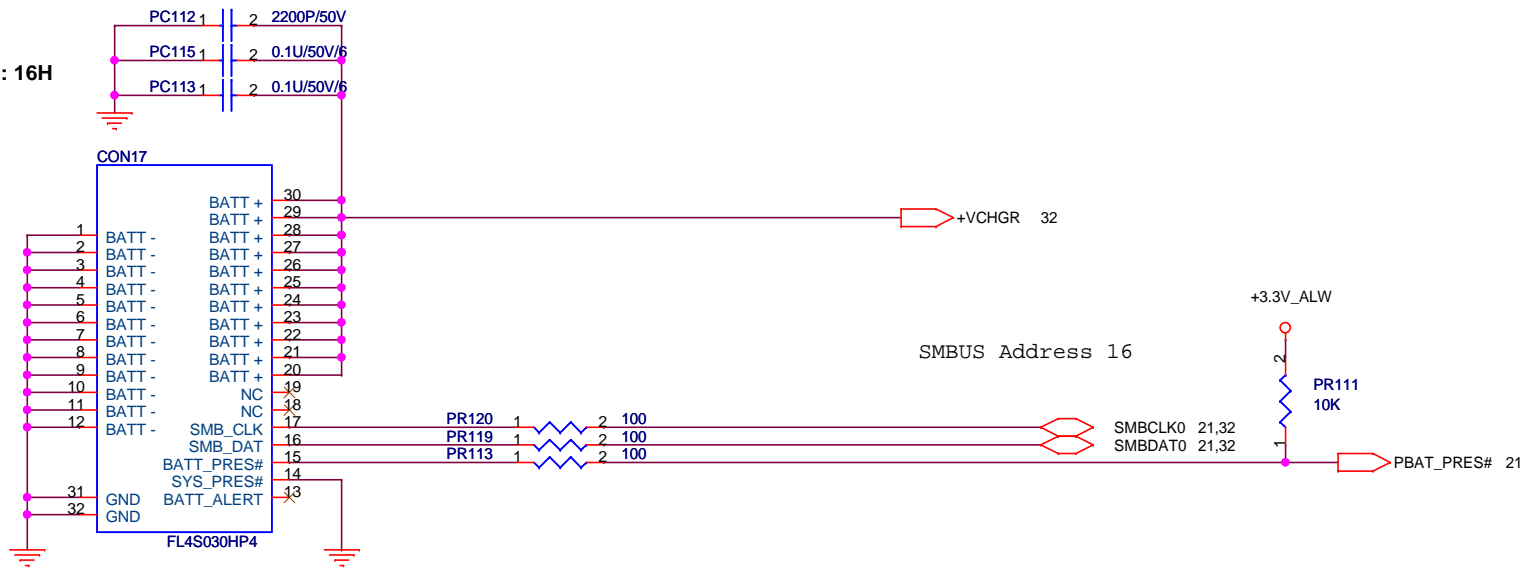 PC112 1 2 2200P/50V
PC115 1 2 0.1U/50V/6
: 16H
PC113 1 2 0.1U/50V/6
CON17
BATT + 30
BATT + 29
+VCHGR 32
1 BATT - BATT + 28
2 BATT - BATT + 27
3 BATT - BATT + 26
4 BATT - BATT + 25
5 BATT - BATT + 24
6 BATT - BATT + 23
7 BATT - BATT + 22
8 BATT - BATT + 21
9 BATT - BATT + 20
10 BATT - NC 19
11 BATT - NC 18
12 BATT - SMB_CLK 17
SMB_DAT 16
BATT_PRES# 15
SYS_PRES# 14
31 GND BATT_ALERT 13
32 GND
FL4S030HP4
+3.3V_ALW
SMBUS Address 16
2
PR111
10K
1
PR120 1 2 100 SMBCLK0 21,32
PR119 1 2 100 SMBDAT0 21,32
PR113 1 2 100 PBAT_PRES# 21